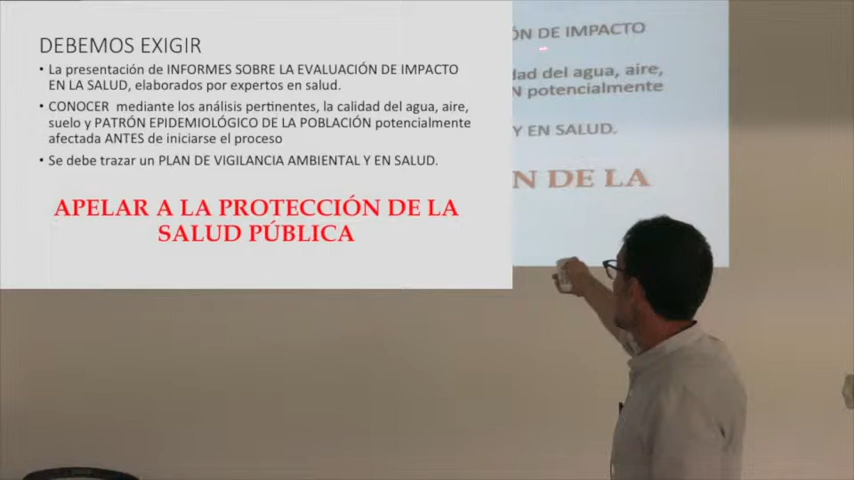 DEBEMOS EXIGIR
• La presentación de INFORMES SOBRE LA EVALUACIÓN DE IMPACTO
EN LA SALUD, elaborados por expertos en salud.
• CONOCER mediante los análisis pertinentes, la calidad del agua, aire,
suelo y PATRÓN EPIDEMIOLÓGICO DE LA POBLACIÓN potencialmente
afectada ANTES de iniciarse el proceso
• Se debe trazar un PLAN DE VIGILANCIA AMBIENTAL Y EN SALUD.
APELAR A LA PROTECCIÓN DE LA
SALUD PÚBLICA
ÓN DE IMPACTO
dad del agua, aire,
N potencialmente
Y EN SALUD.
N DE LA